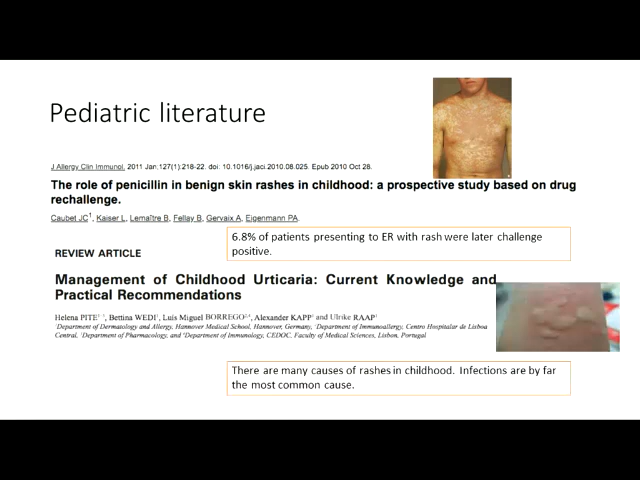 Pediatric literature
J Allergy Clin Immunol. 2011 Jan;127(1):218-22. doi: 10.1016/j.jaci.2010.08.025. Epub 2010 Oct 28.
The role of penicillin in benign skin rashes in childhood: a prospective study based on drug
rechallenge.
Caubet JC1, Kaiser L, Lemaître B, Fellay B, Gervaix A, Eigenmann PA.
6.8% of patients presenting to ER with rash were later challenge
positive.
REVIEW ARTICLE
Management of Childhood Urticaria: Current Knowledge and
Practical Recommendations
Helena PITE, Bettina WEDI, Luis Miguel BORREGO, Alexander KAPP and Ulrike RAAP
Department of Dermatology and Allergy, Hannover Medical School, Hannover, Germany, Department of Immunoallergy, Centro Hospitalar de Lisboa
Central, Department of Pharmacology, and Department of Immunology, CEDOC, Faculty of Medical Sciences, Lisbon, Portugal
There are many causes of rashes in childhood. Infections are by far
the most common cause.